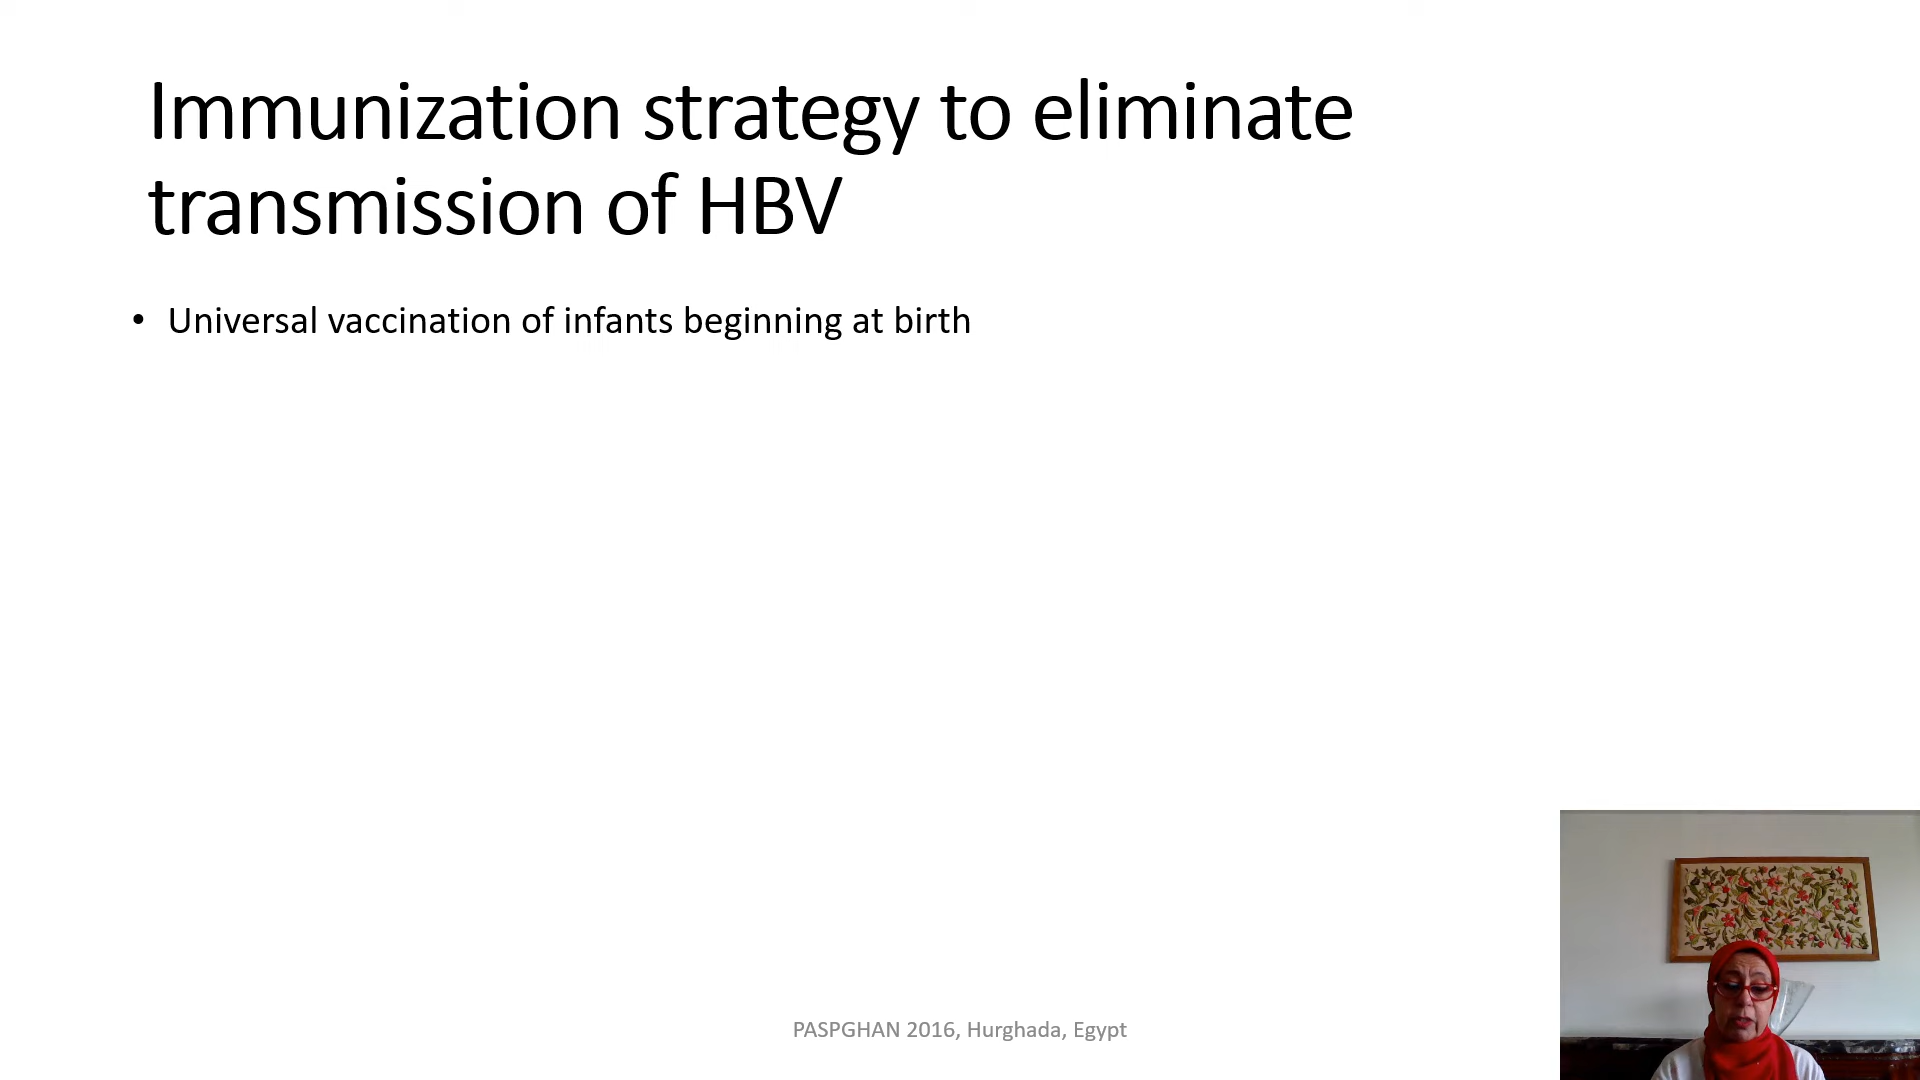 Immunization strategy to eliminate
transmission of HBV
• Universal vaccination of infants beginning at birth
PASPGHAN 2016, Hurghada, Egypt